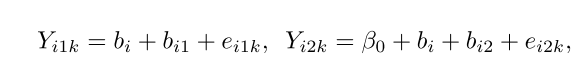 Y_{i1k} = b_i + b_{i1} + e_{i1k},  Y_{i2k} = β_0 + b_i + b_{i2} + e_{i2k},